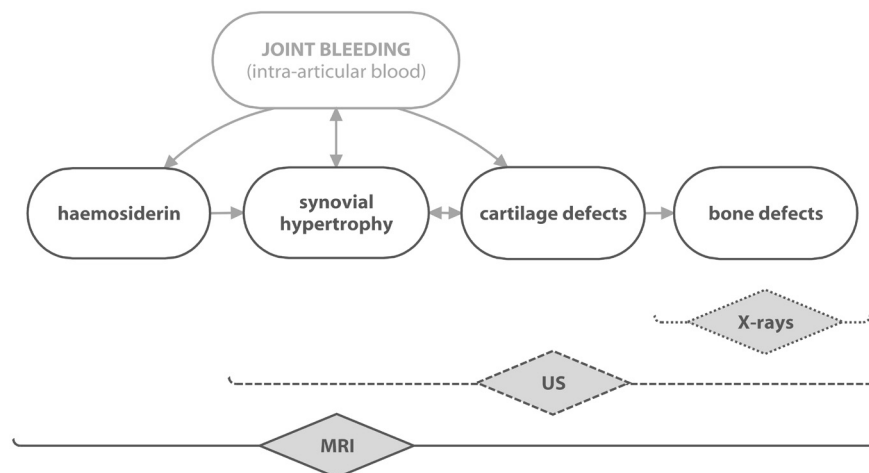 JOINT BLEEDING
(intra-articular blood)
haemosiderin
synovial
hypertrophy
cartilage defects
bone defects
X-rays
US
MRI